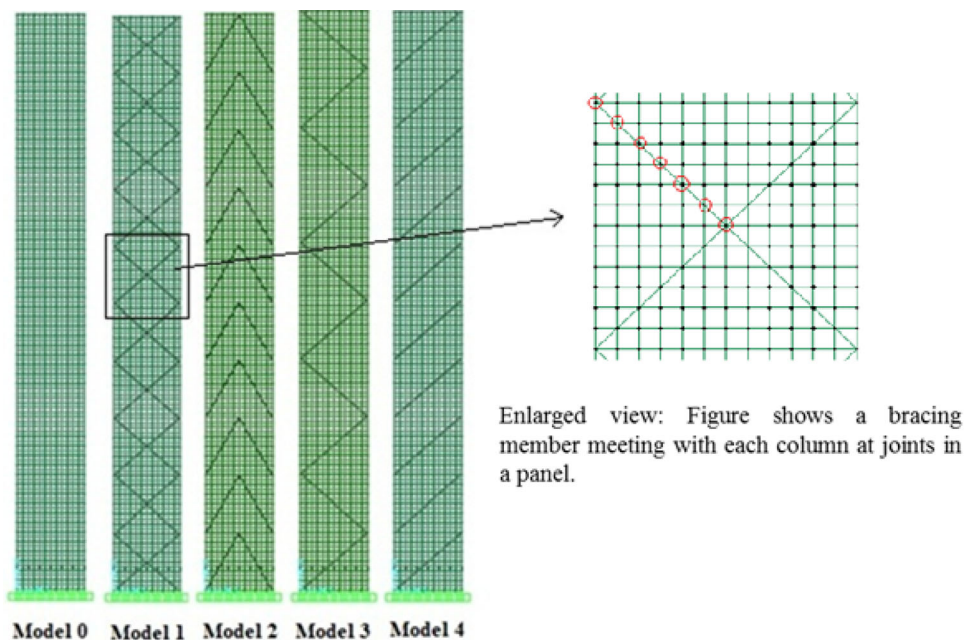 Enlarged view: Figure shows a bracing
member meeting with each column at joints in
a panel.
Model 0 Model 1 Model 2 Model 3 Model 4